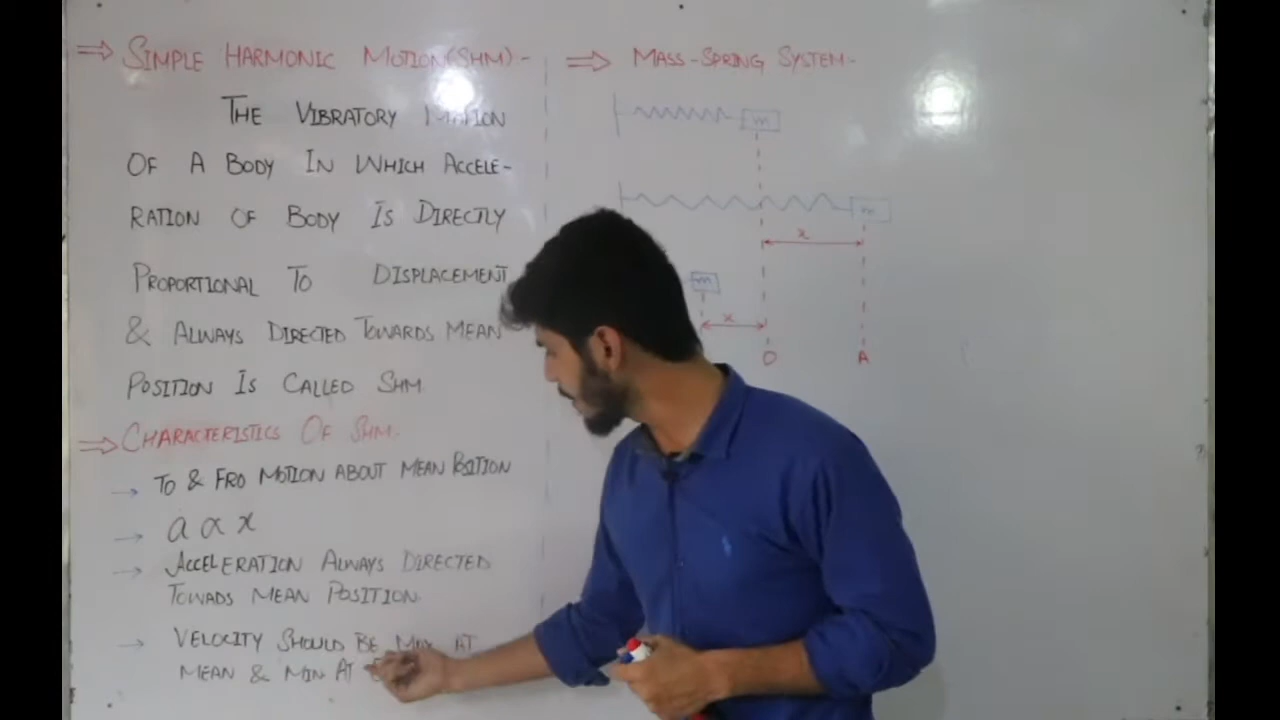 ⇒ SIMPLE HARMONIC MOTION(SHM).-
THE VIBRATORY MOTION
OF A BODY IN WHICH ACCELE-
RATION OF BODY IS DIRECTLY
PROPORTIONAL TO DISPLACEMENT
& ALWAYS DIRECTED TOWARDS MEAN
POSITION IS CALLED SHM.
⇒ CHARACTERISTICS OF SHM.
→ TO & FRO MOTION ABOUT MEAN POSITION
→ a ∝ x
→ ACCELERATION ALWAYS DIRECTED
TOWADS MEAN POSITION.
→ VELOCITY SHOULD BE MAX AT
MEAN & MIN AT
⇒ MASS-SPRING SYSTEM.-
m
m
x
m
x
O A